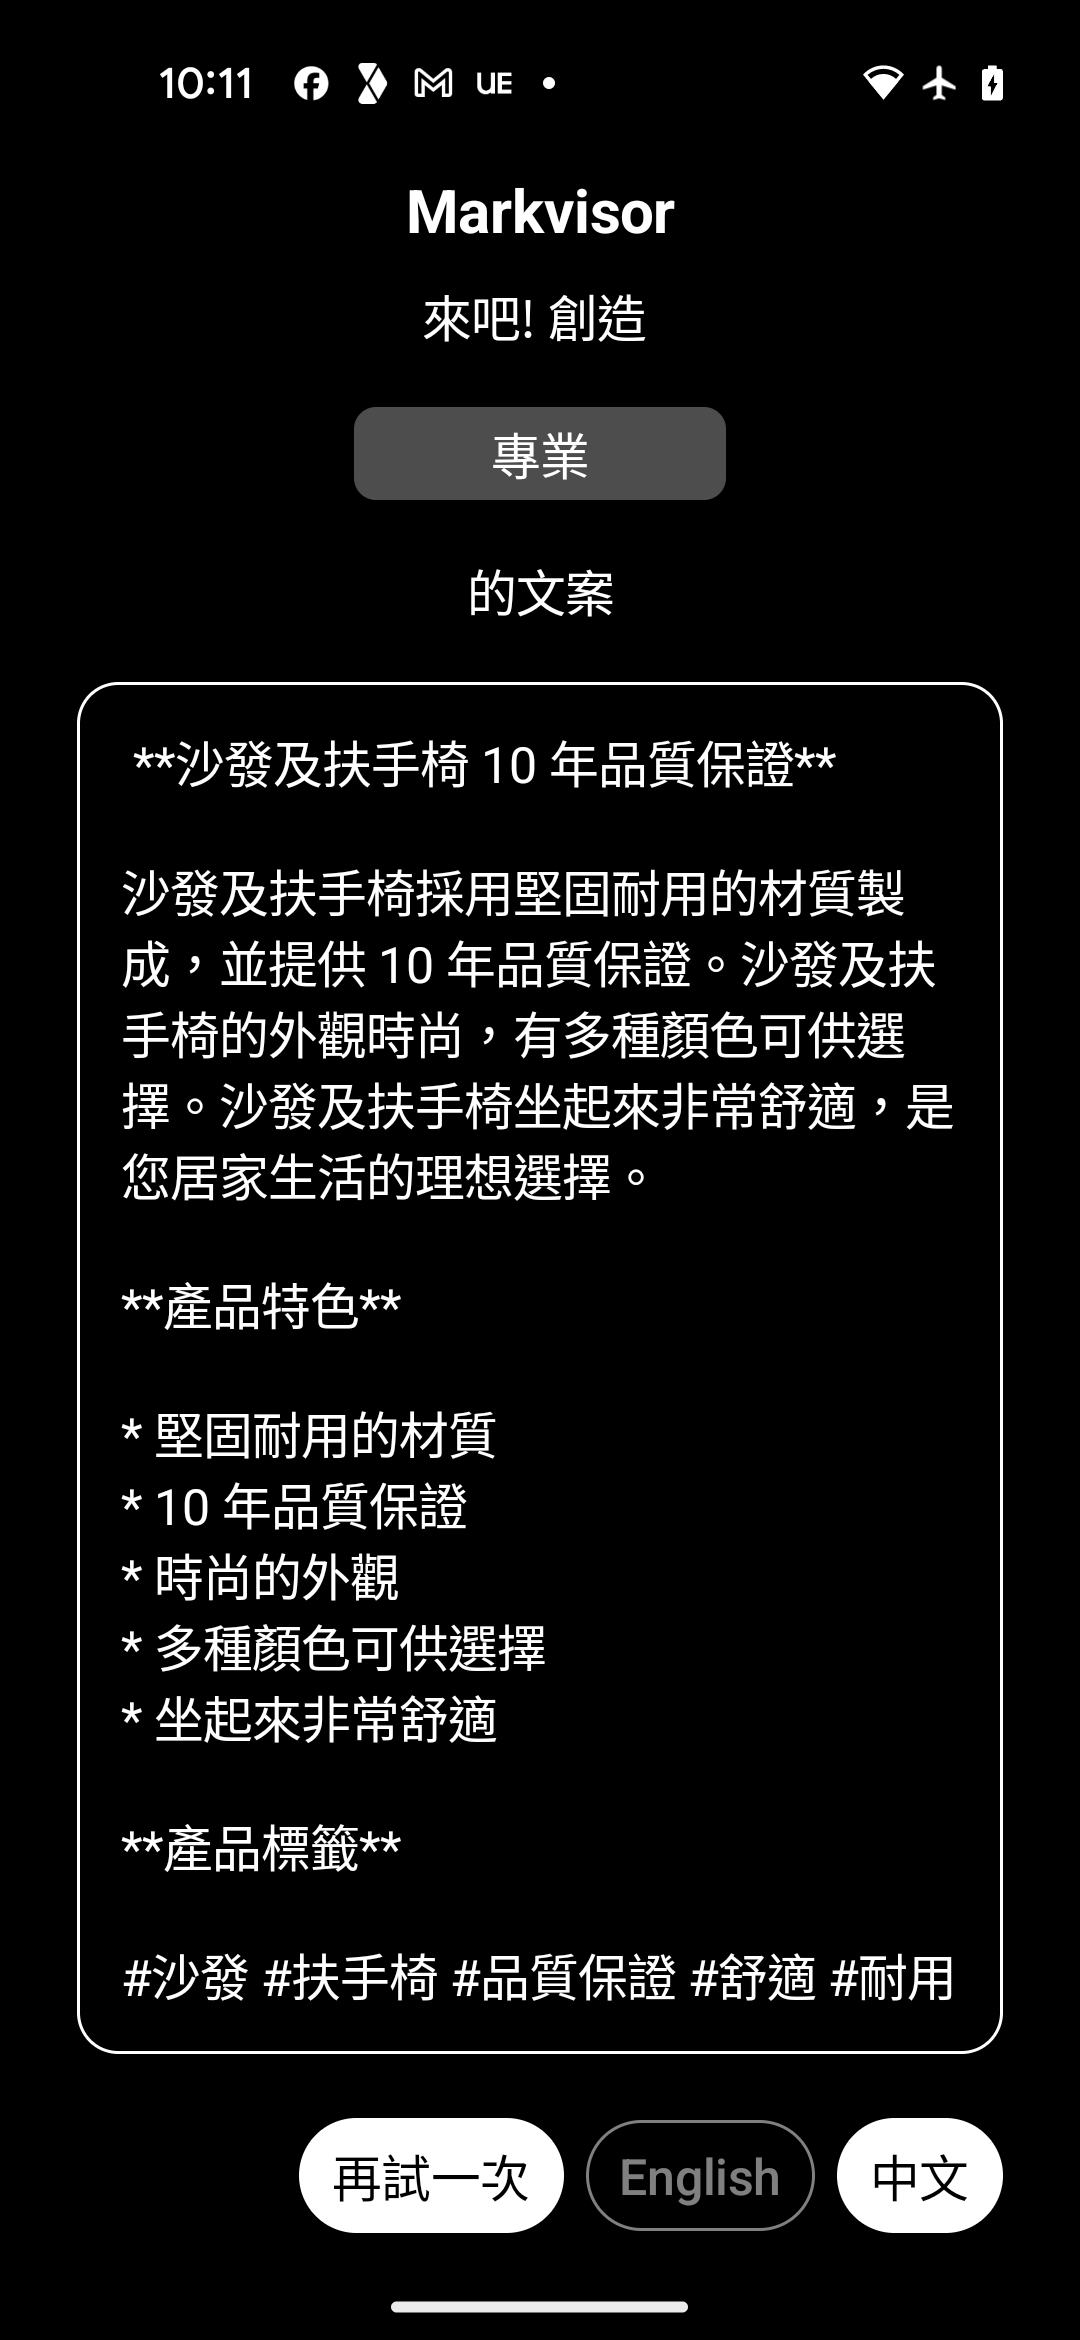 10:11 UE
Markvisor
來吧! 創造
專業
的文案
**沙發及扶手椅 10 年品質保證**
沙發及扶手椅採用堅固耐用的材質製
成，並提供 10 年品質保證。沙發及扶
手椅的外觀時尚，有多種顏色可供選
擇。沙發及扶手椅坐起來非常舒適，是
您居家生活的理想選擇。
**產品特色**
* 堅固耐用的材質
* 10 年品質保證
* 時尚的外觀
* 多種顏色可供選擇
* 坐起來非常舒適
**產品標籤**
#沙發 #扶手椅 #品質保證 #舒適 #耐用
再試一次 English 中文